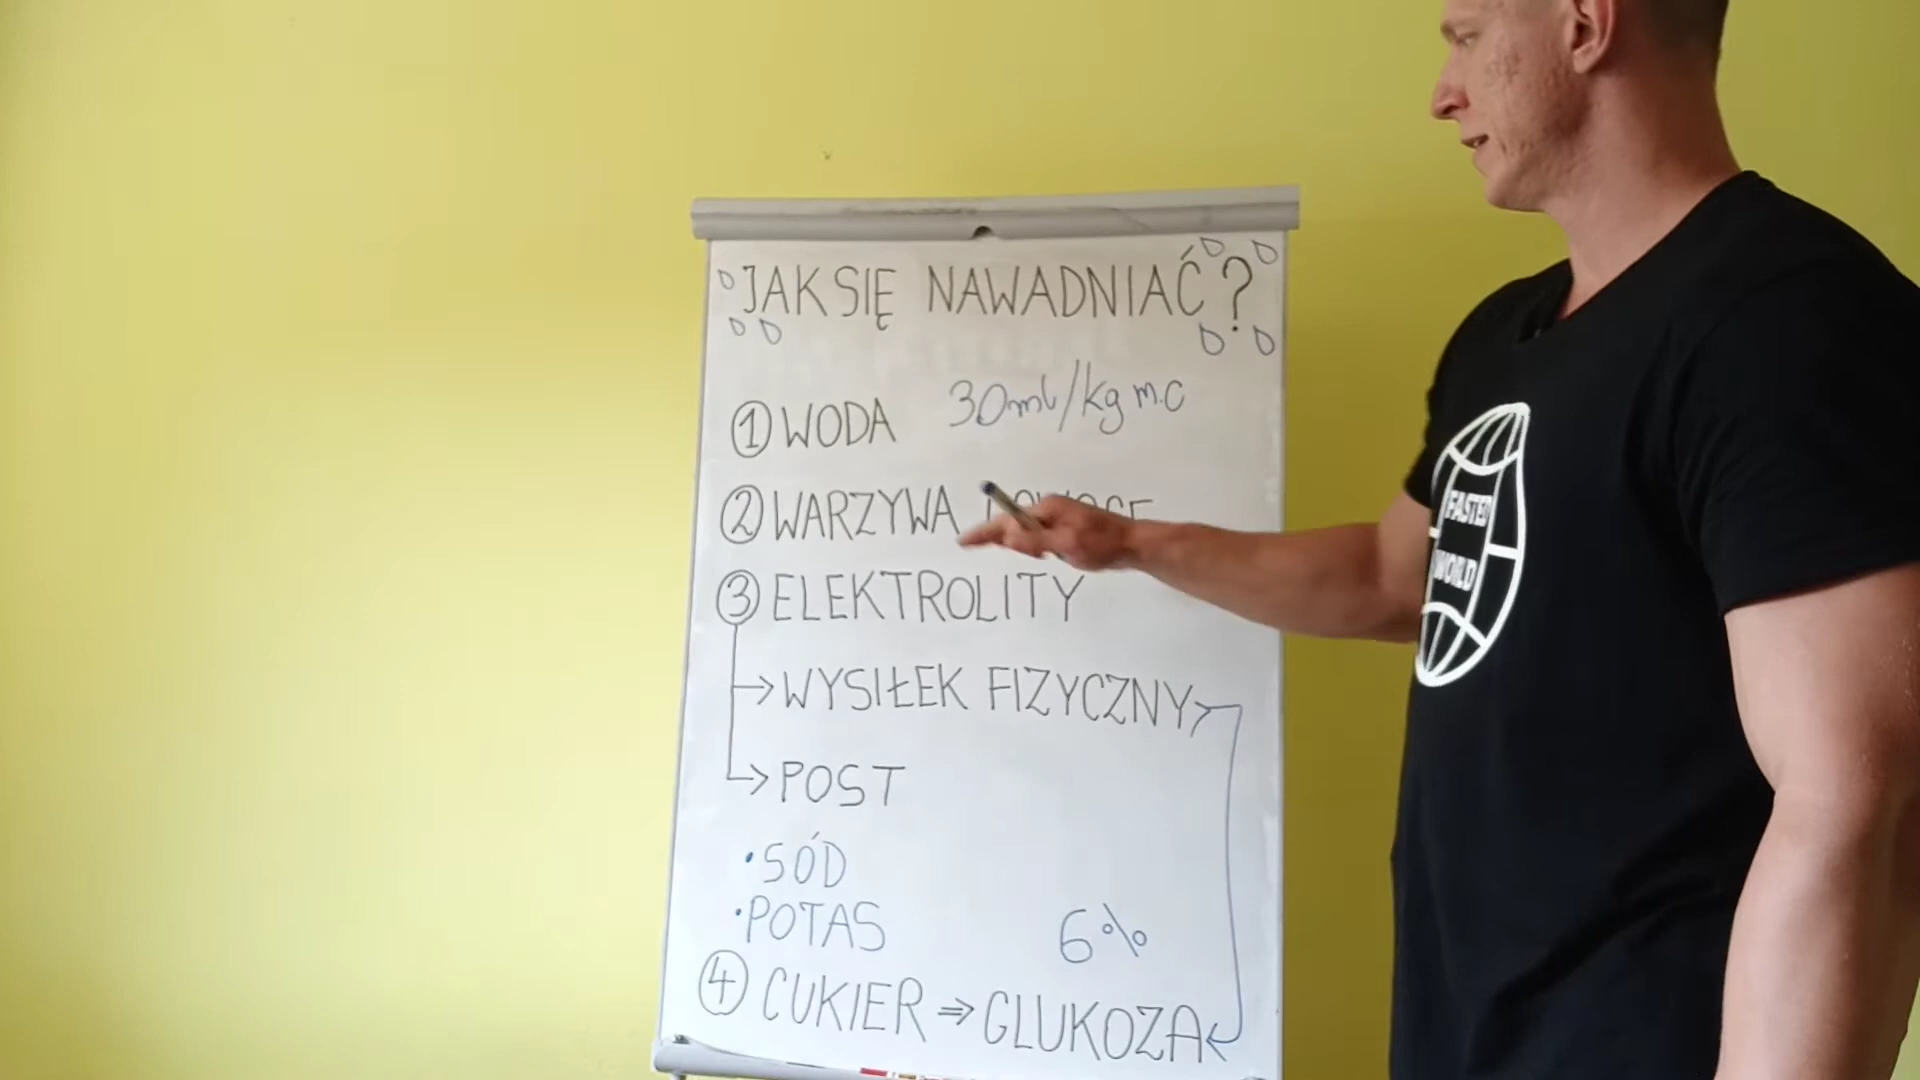 JAK SIĘ NAWADNIAĆ?
① WODA 30ml/kg m.c
② WARZYWA
③ ELEKTROLITY
→ WYSIŁEK FIZYCZNY
→ POST
• SÓD
• POTAS
6%
④ CUKIER ⇒ GLUKOZA
FASTED
WORLD